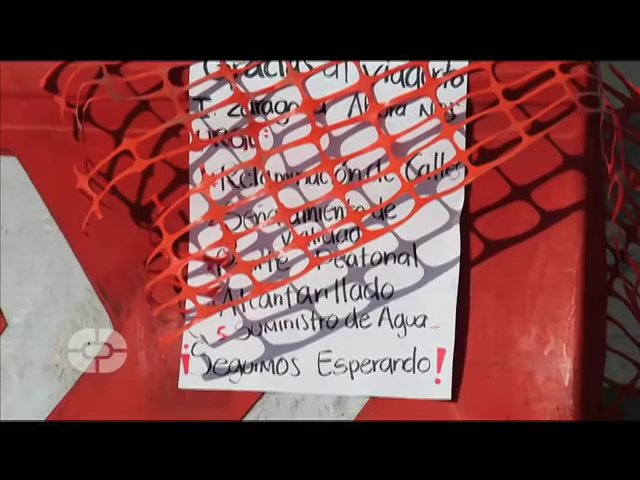 Gracias al Viaducto
I. Zaragoza Ahora Nos
de Calles
Señalamiento de
Vialidad
Puente Peatonal
Alcantarillado
5 Suministro de Agua
¡Seguimos Esperando!